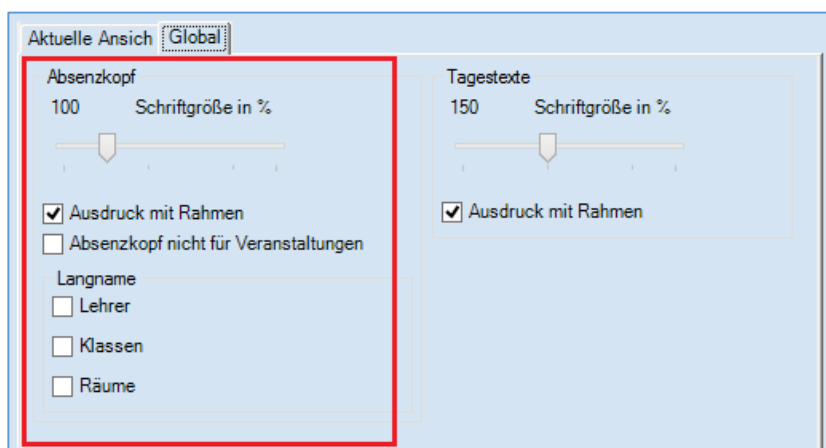 Aktuelle Ansich Global
Absenzkopf
100 Schriftgröße in %
Ausdruck mit Rahmen
Absenzkopf nicht für Veranstaltungen
Langname
Lehrer
Klassen
Räume
Tagestexte
150 Schriftgröße in %
Ausdruck mit Rahmen